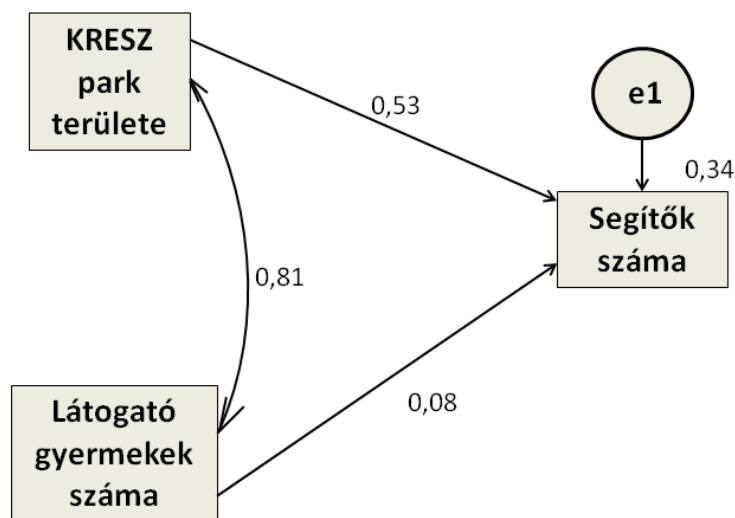 KRESZ
park
területe
e1
0,53
0,34
Segítők
száma
0,81
0,08
Látogató
gyermekek
száma